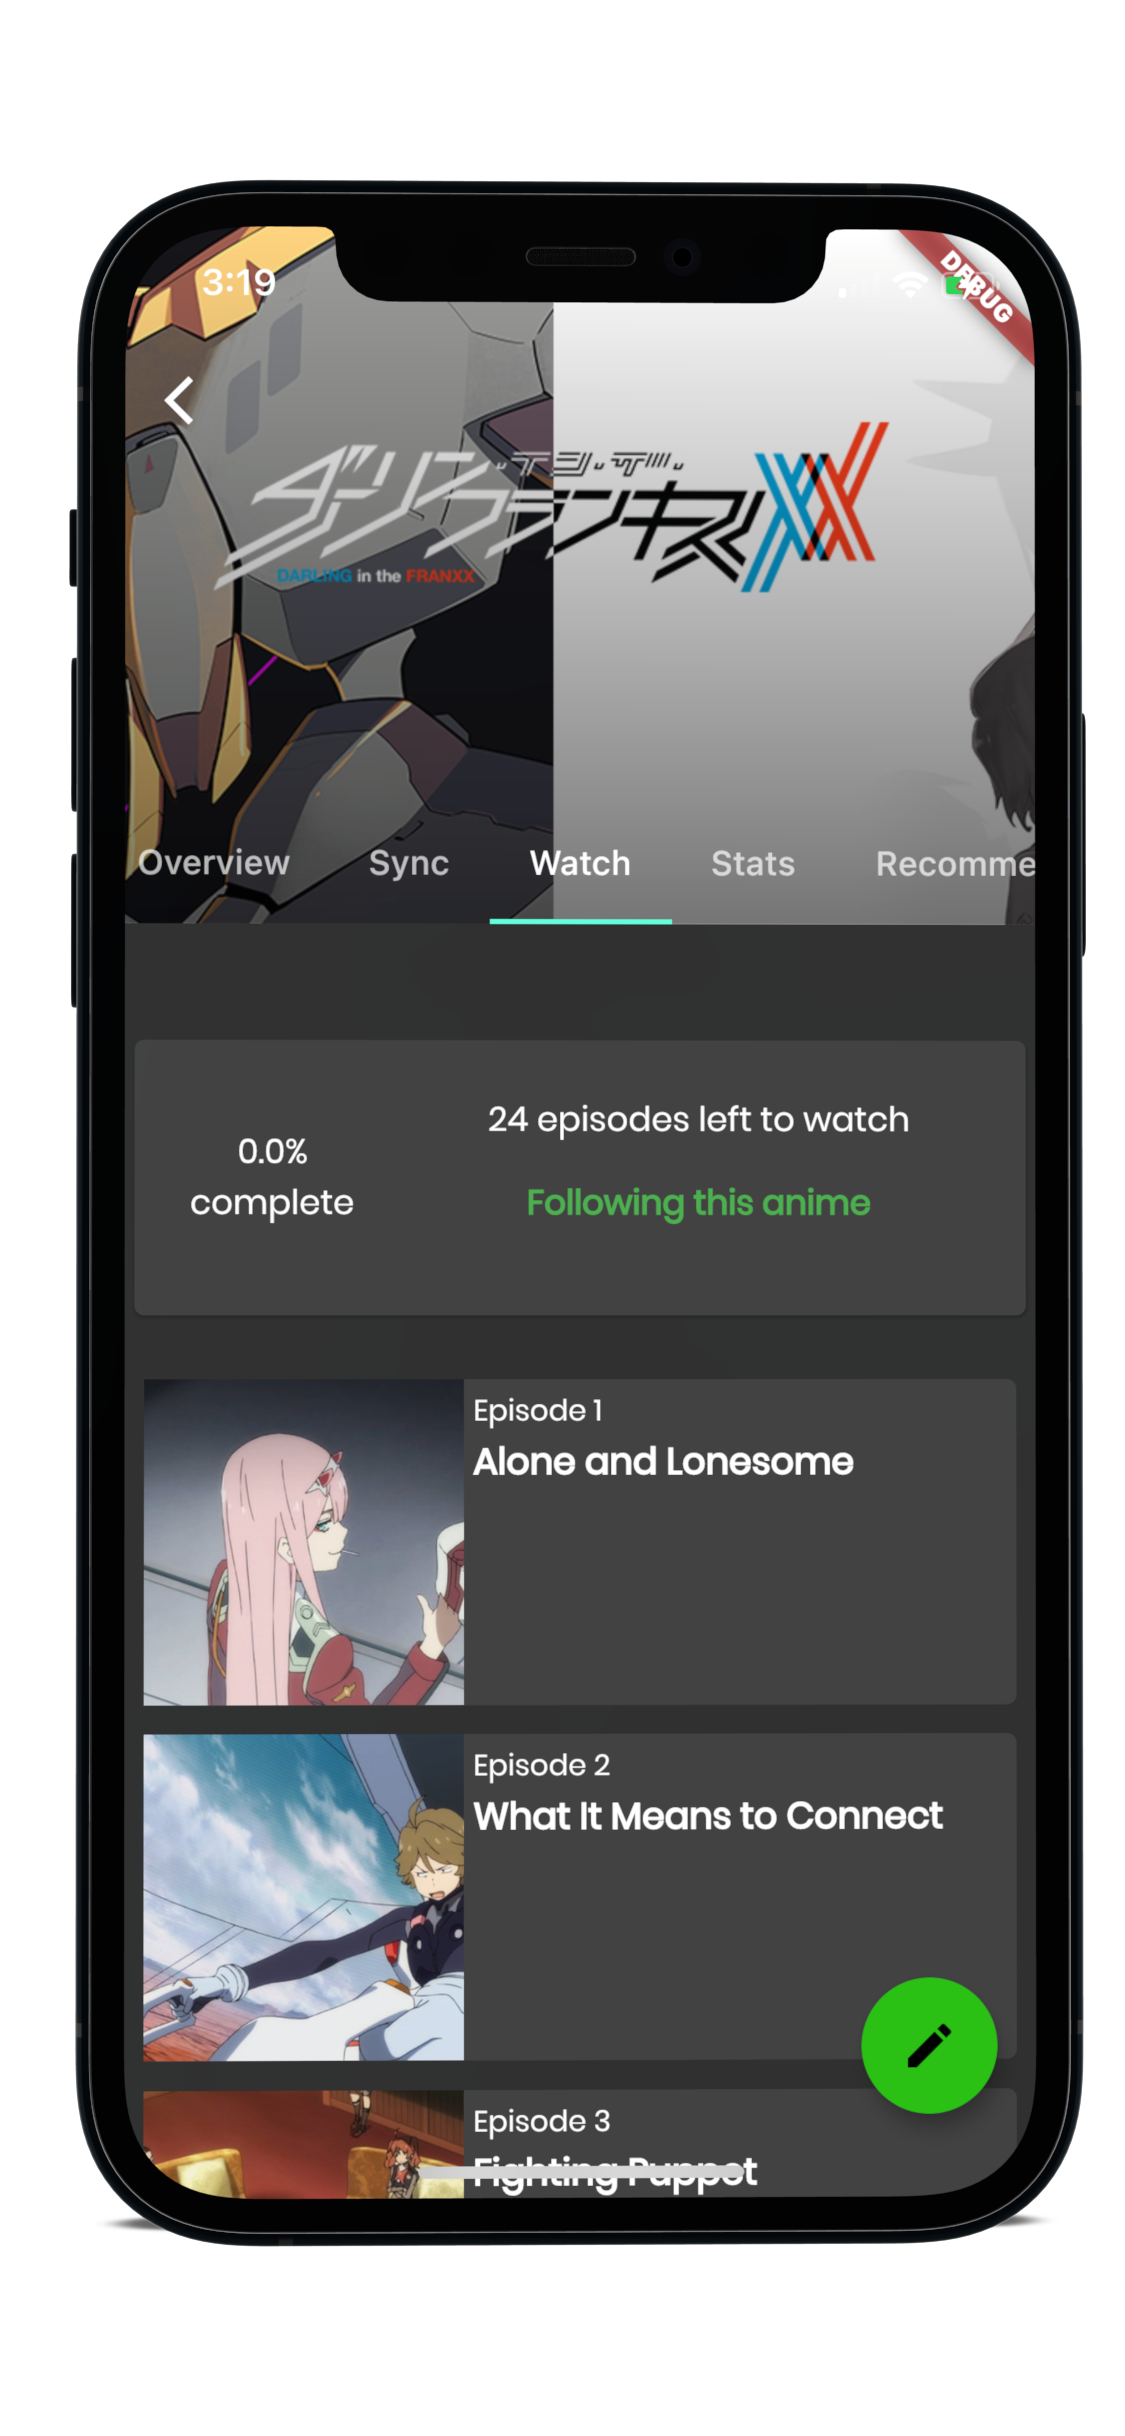 3:19
DEBUG
ダーリン・イン・ザ・
フランキス XX
DARLING in the FRANXX
Overview Sync Watch Stats Recomme
24 episodes left to watch
0.0%
complete
Following this anime
Episode 1
Alone and Lonesome
Episode 2
What It Means to Connect
Episode 3
Fighting Puppet